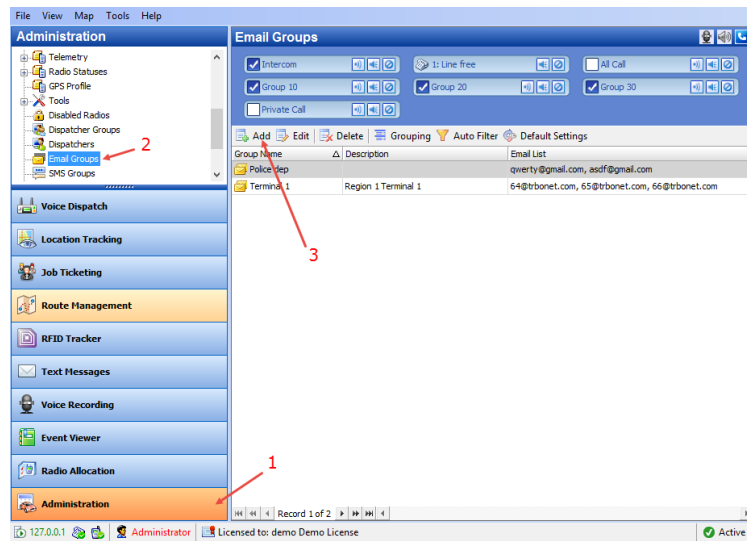 File View Map Tools Help
Administration
Telemetry
Radio Statuses
GPS Profile
Tools
Disabled Radios
Dispatcher Groups
Dispatchers
Email Groups
SMS Groups
2
Voice Dispatch
Location Tracking
Job Ticketing
Route Management
RFID Tracker
Text Messages
Voice Recording
Event Viewer
Radio Allocation
Administration
1
Email Groups
Intercom 1: Line free All Call
Group 10 Group 20 Group 30
Private Call
Add Edit Delete Grouping Auto Filter Default Settings
Group Name Description Email List
Police dep qwerty@gmail.com, asdf@gmail.com
Terminal 1 Region 1 Terminal 1 64@trbonet.com, 65@trbonet.com, 66@trbonet.com
3
Record 1 of 2
127.0.0.1 Administrator Licensed to: demo Demo License Active